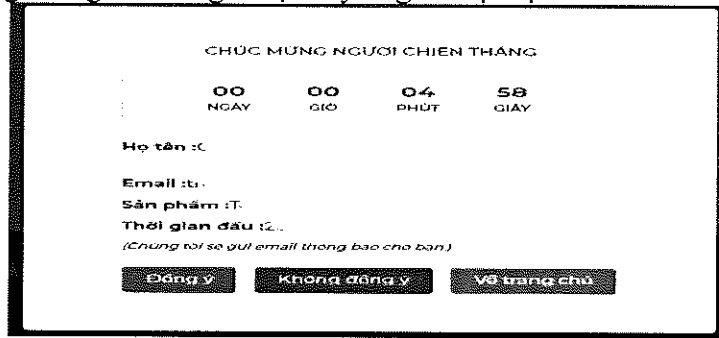 CHÚC MỪNG NGƯỜI CHIẾN THẮNG
00 00 04 58
NGÀY GIỜ PHÚT GIÂY
Họ tên :
Email :
Sản phẩm :T
Thời gian đấu :2
(Chúng tôi sẽ gửi email thông báo cho bạn.)
Đồng ý Không đồng ý Về trang chủ